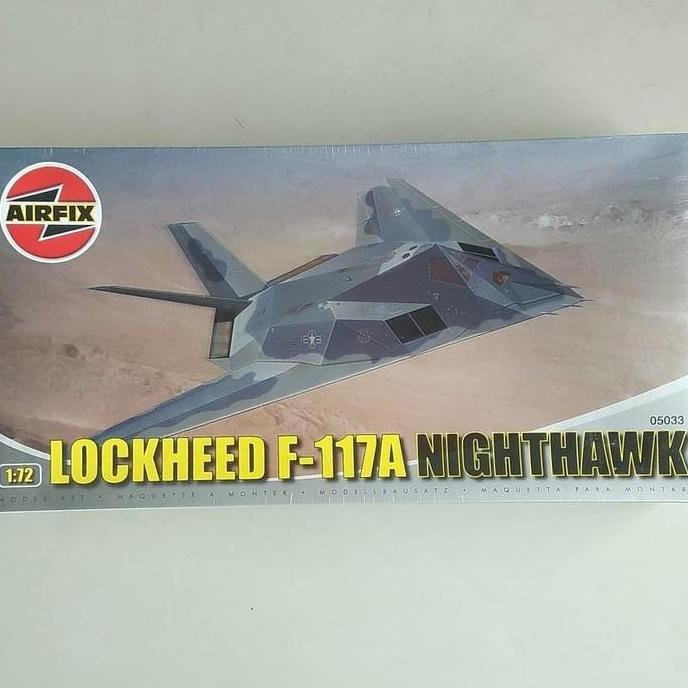 AIRFIX
05033
1:72 LOCKHEED F-117A NIGHTHAWK
MODEL KIT • MAQUETTE A MONTER • MODELLBAUSATZ • MAQUETTA PARA MONTAR